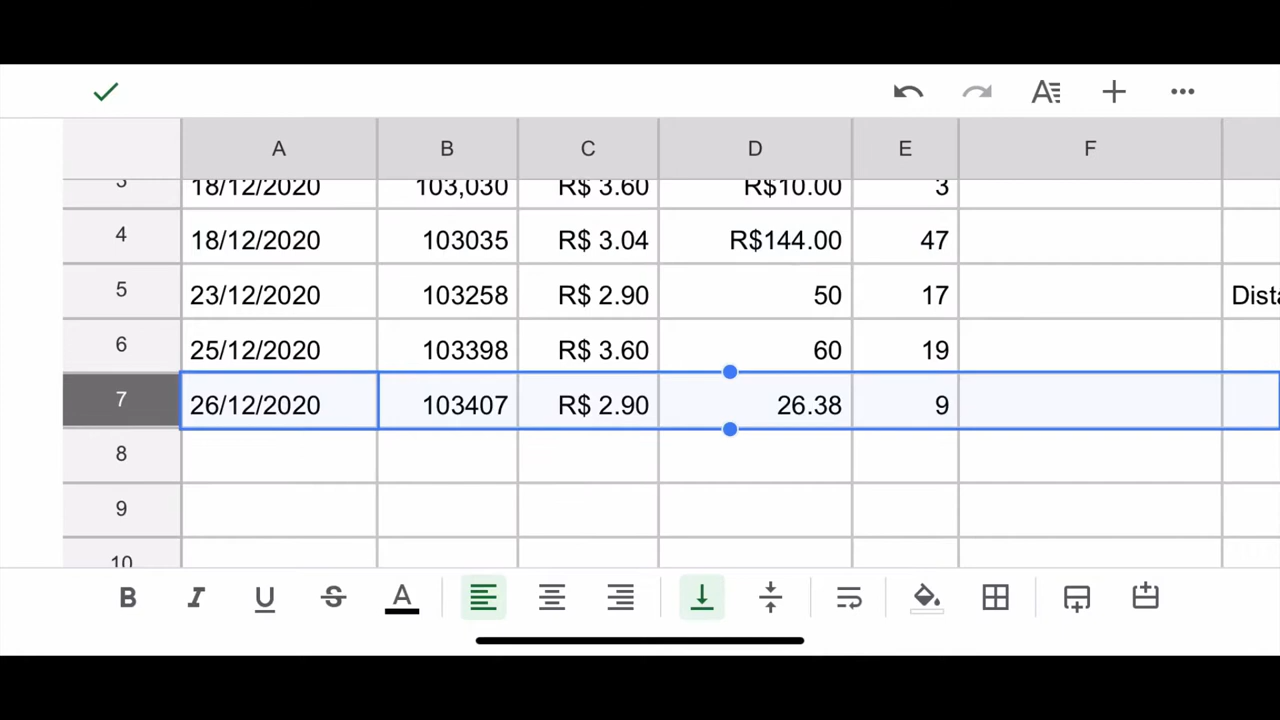 A B C D E F
3 18/12/2020 103,030 R$ 3.60 R$10.00 3
4 18/12/2020 103035 R$ 3.04 R$144.00 47
5 23/12/2020 103258 R$ 2.90 50 17 Dist
6 25/12/2020 103398 R$ 3.60 60 19
7 26/12/2020 103407 R$ 2.90 26.38 9
8
9
10
B I U S A